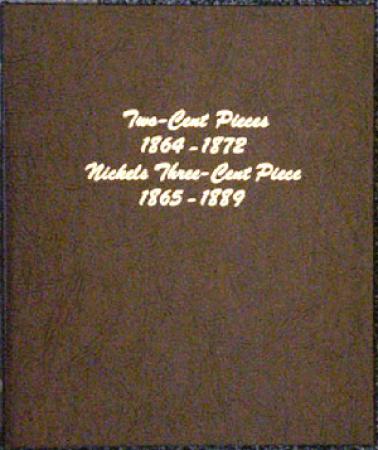 Two-Cent Pieces
1864-1872
Nickels Three-Cent Piece
1865-1889